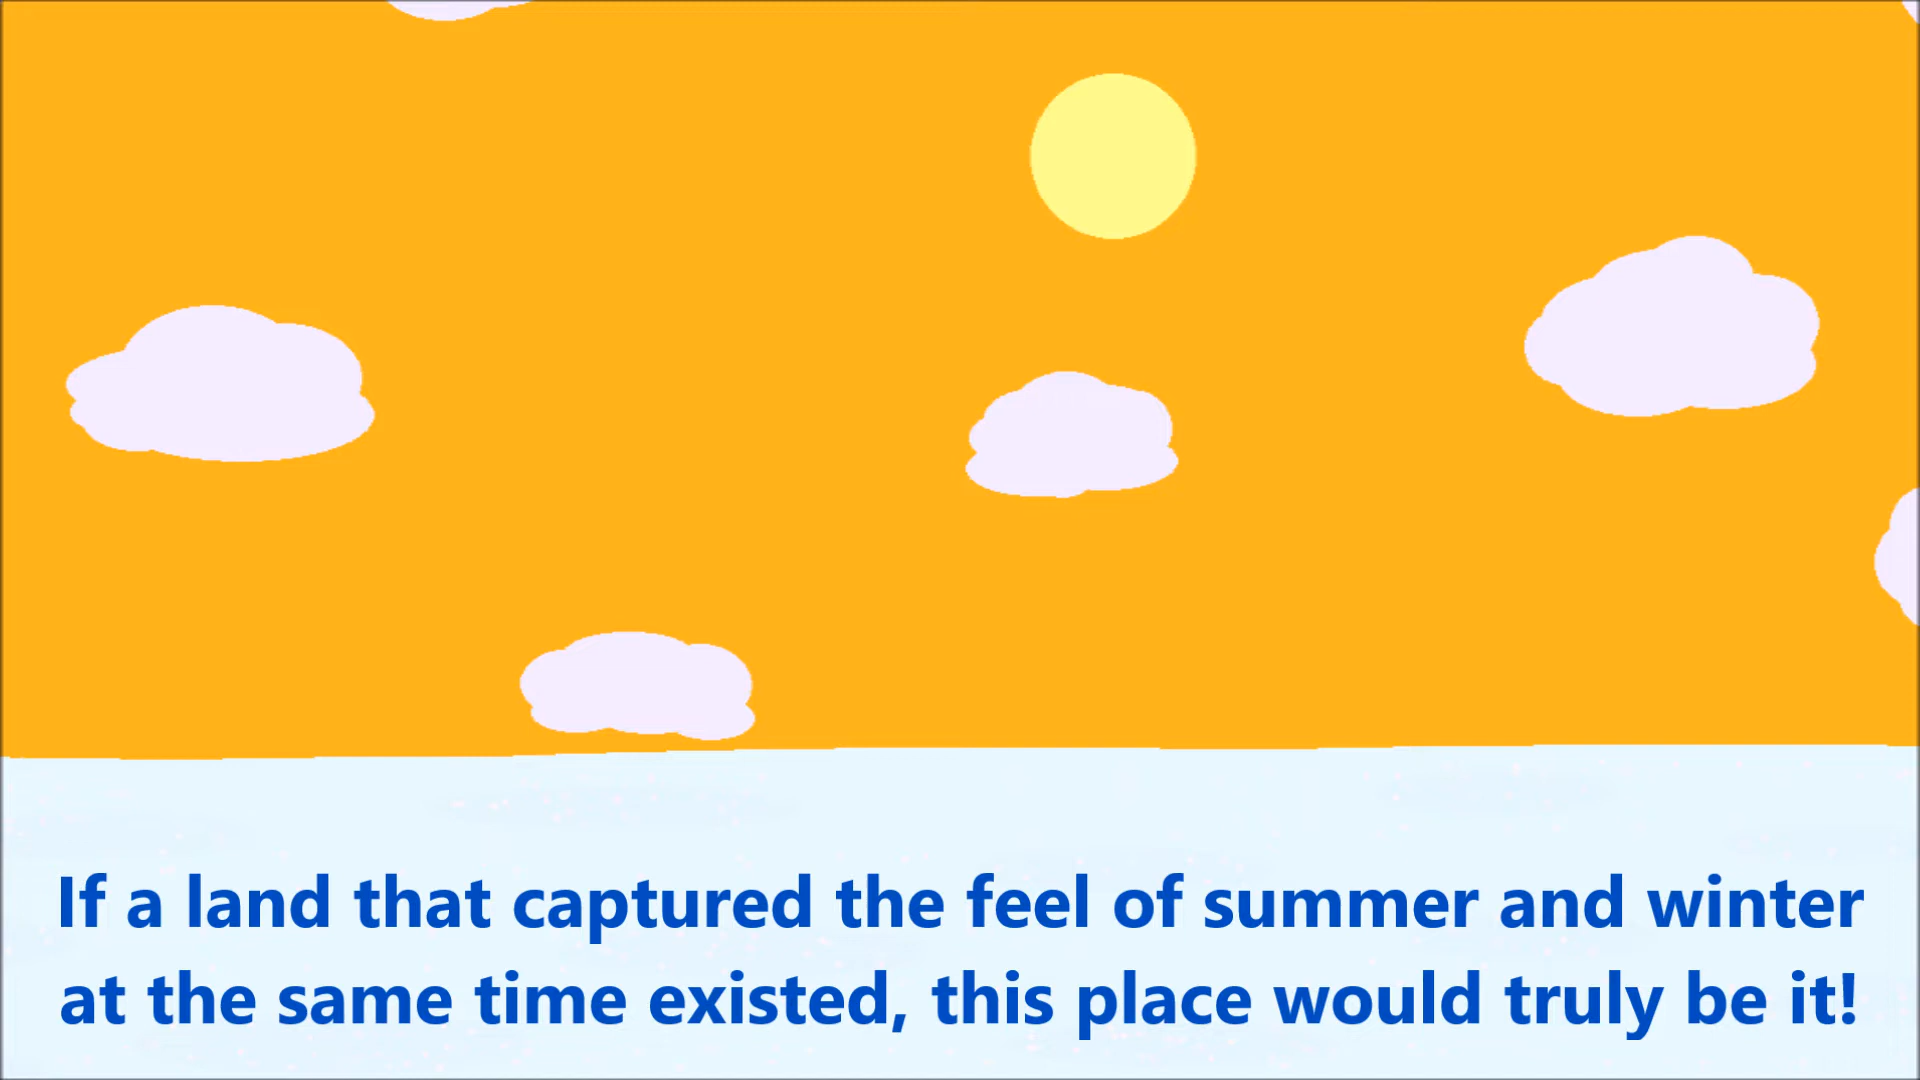 If a land that captured the feel of summer and winter
at the same time existed, this place would truly be it!